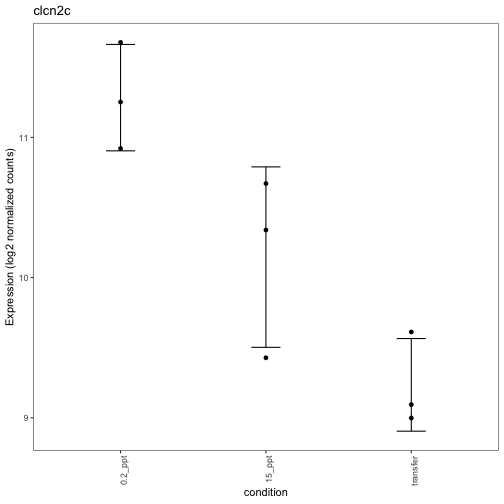 clcn2c
Expression (log2 normalized counts)
11
10
9
0.2_ppt
15_ppt
transfer
condition